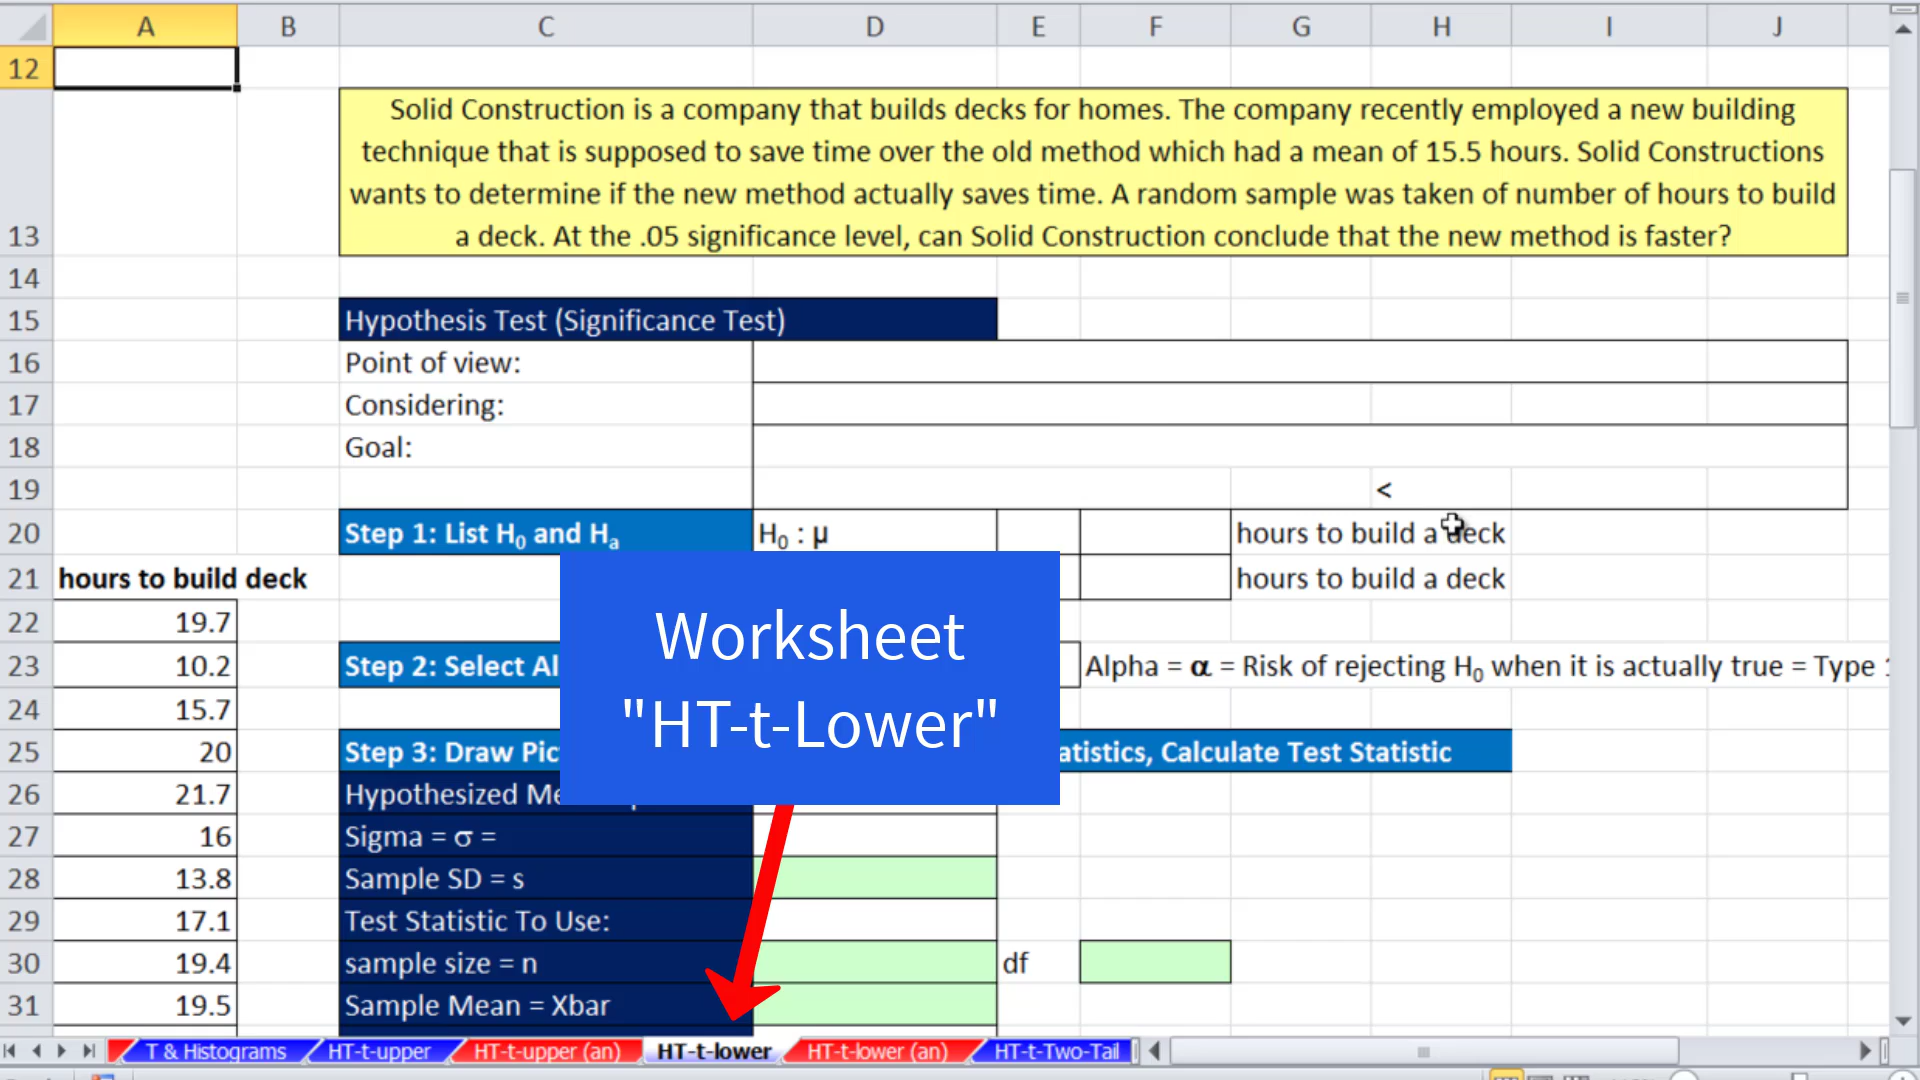 A B C D E F G H I J
12
Solid Construction is a company that builds decks for homes. The company recently employed a new building
technique that is supposed to save time over the old method which had a mean of 15.5 hours. Solid Constructions
wants to determine if the new method actually saves time. A random sample was taken of number of hours to build
13 a deck. At the .05 significance level, can Solid Construction conclude that the new method is faster?
14
15 Hypothesis Test (Significance Test)
16 Point of view:
17 Considering:
18 Goal:
19 <
20 Step 1: List H₀ and Hₐ H₀ : μ hours to build a deck
21 hours to build deck hours to build a deck
22 19.7
23 10.2 Step 2: Select Al Alpha = α = Risk of rejecting H₀ when it is actually true = Type
24 15.7
25 20 Step 3: Draw Pic atistics, Calculate Test Statistic
26 21.7 Hypothesized Me
27 16 Sigma = σ =
28 13.8 Sample SD = s
29 17.1 Test Statistic To Use:
30 19.4 sample size = n df
31 19.5 Sample Mean = Xbar
Worksheet
"HT-t-Lower"
T & Histograms HT-t-upper HT-t-upper (an) HT-t-lower HT-t-lower (an) HT-t-Two-Tail